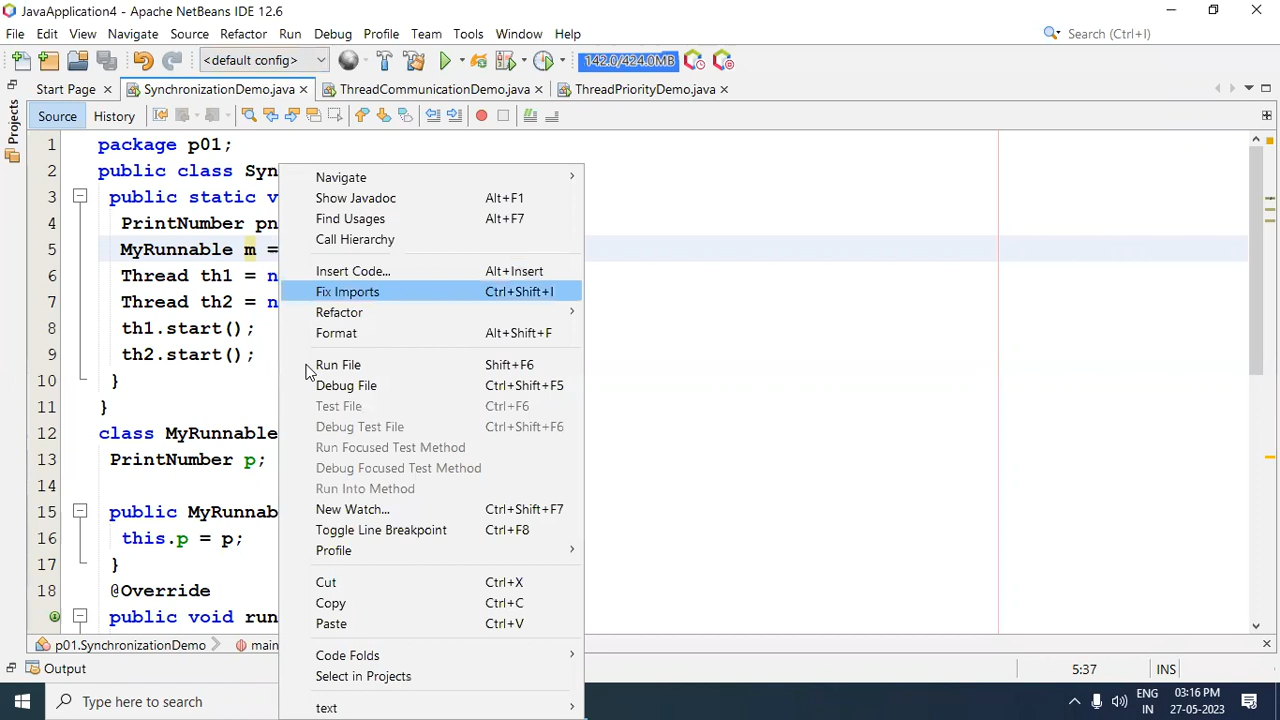 JavaApplication4 - Apache NetBeans IDE 12.6
File Edit View Navigate Source Refactor Run Debug Profile Team Tools Window Help
Search (Ctrl+I)
<default config>
142.0/424.0MB
Start Page
SynchronizationDemo.java
ThreadCommunicationDemo.java
ThreadPriorityDemo.java
Projects
Source History
1 package p01;
2 public class Syn
3 public static v
4 PrintNumber pn
5 MyRunnable m =
6 Thread th1 = n
7 Thread th2 = n
8 th1.start();
9 th2.start();
10 }
11 }
12 class MyRunnable
13 PrintNumber p;
14
15 public MyRunnab
16 this.p = p;
17 }
18 @Override
public void run
Navigate
Show Javadoc Alt+F1
Find Usages Alt+F7
Call Hierarchy
Insert Code... Alt+Insert
Fix Imports Ctrl+Shift+I
Refactor
Format Alt+Shift+F
Run File Shift+F6
Debug File Ctrl+Shift+F5
Test File Ctrl+F6
Debug Test File Ctrl+Shift+F6
Run Focused Test Method
Debug Focused Test Method
Run Into Method
New Watch... Ctrl+Shift+F7
Toggle Line Breakpoint Ctrl+F8
Profile
Cut Ctrl+X
Copy Ctrl+C
Paste Ctrl+V
Code Folds
Select in Projects
text
p01.SynchronizationDemo
main
Output
5:37
INS
Type here to search
ENG
IN
03:16 PM
27-05-2023